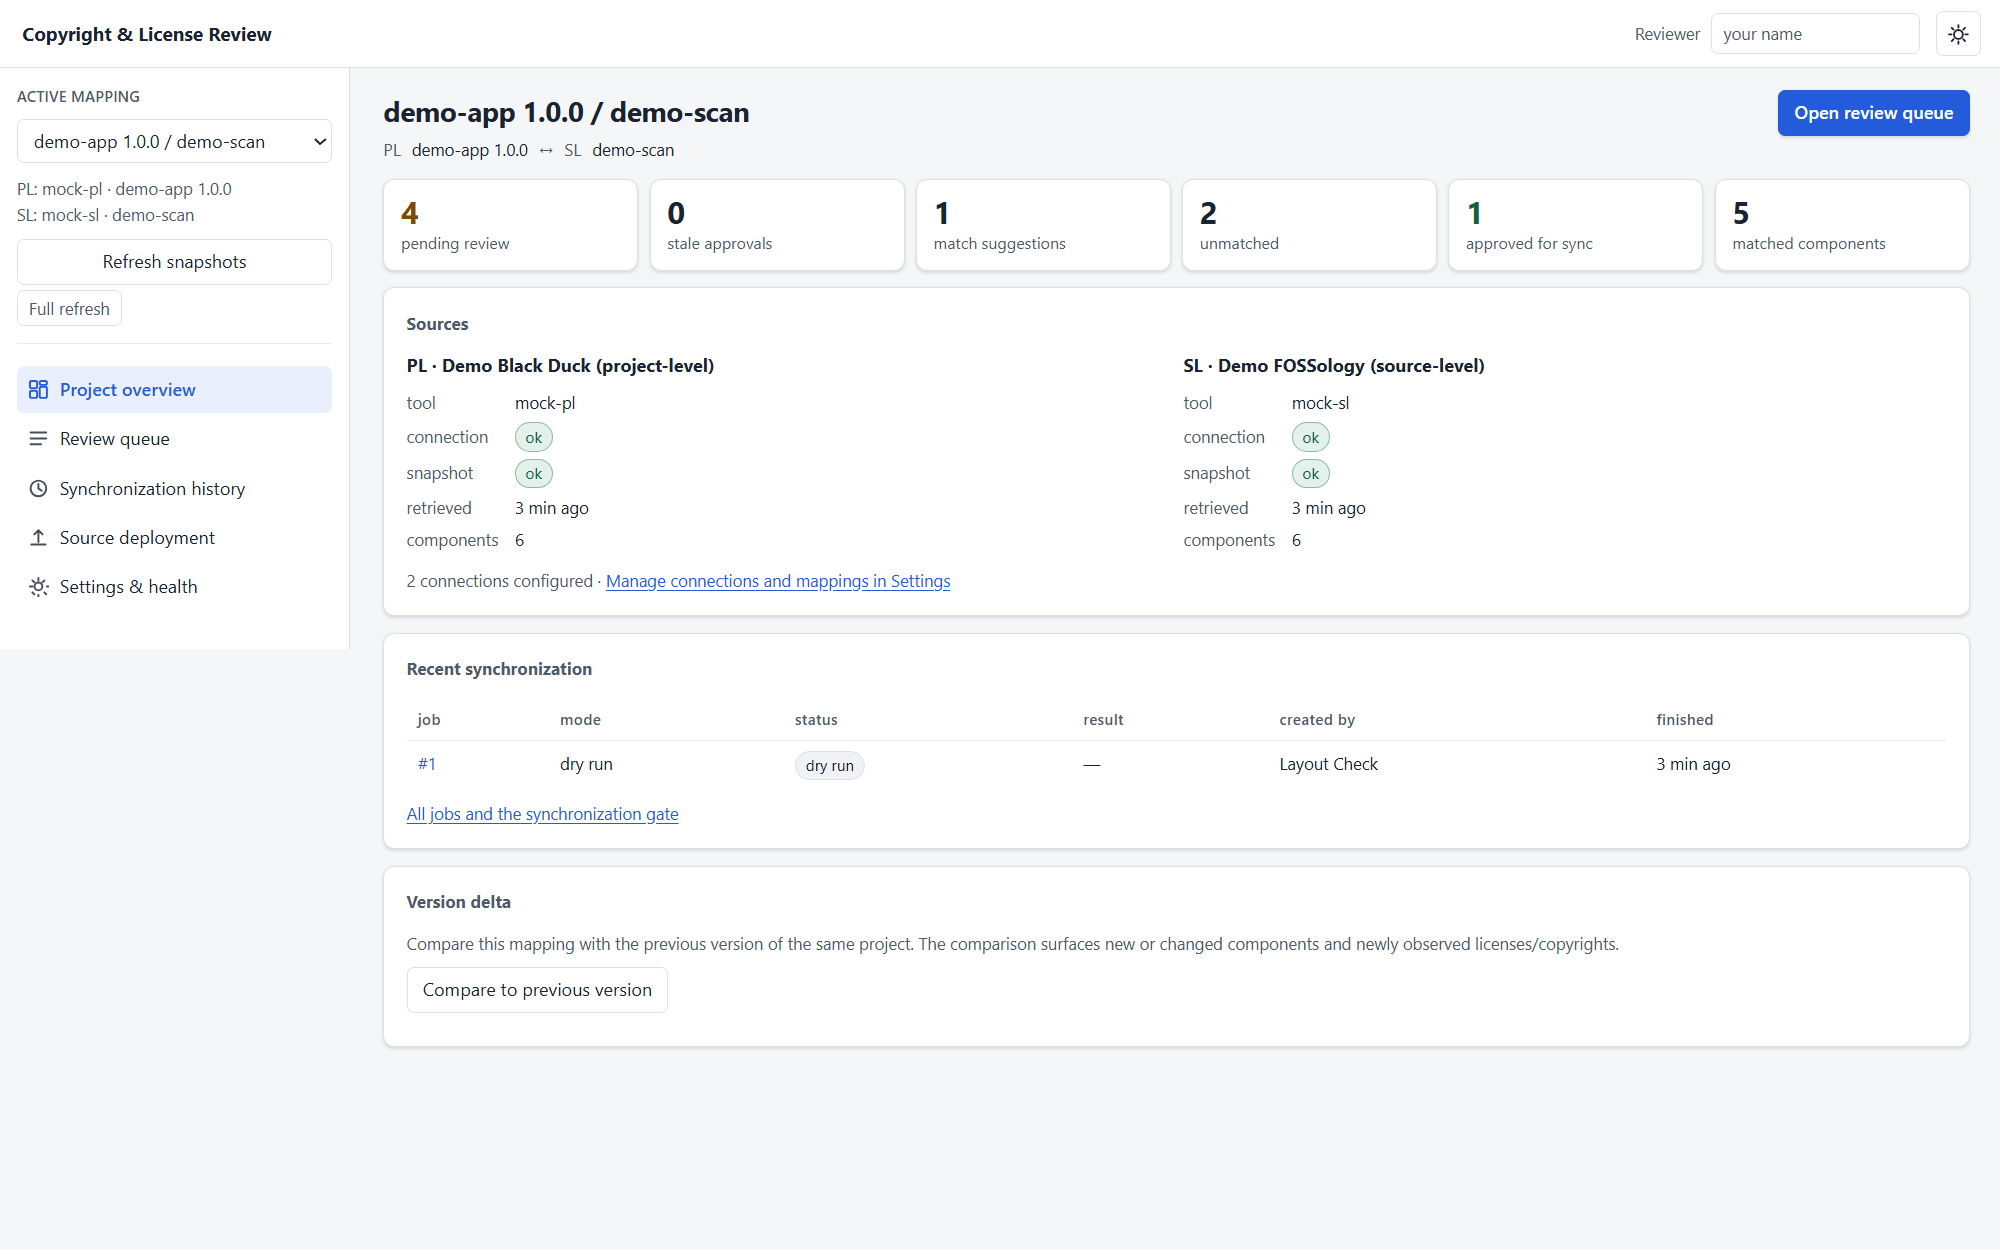 Copyright & License Review
Reviewer your name
ACTIVE MAPPING
demo-app 1.0.0 / demo-scan
PL: mock-pl · demo-app 1.0.0
SL: mock-sl · demo-scan
Refresh snapshots
Full refresh
Project overview
Review queue
Synchronization history
Source deployment
Settings & health
demo-app 1.0.0 / demo-scan
PL demo-app 1.0.0 ↔ SL demo-scan
Open review queue
4
pending review
0
stale approvals
1
match suggestions
2
unmatched
1
approved for sync
5
matched components
Sources
PL · Demo Black Duck (project-level)
tool mock-pl
connection ok
snapshot ok
retrieved 3 min ago
components 6
SL · Demo FOSSology (source-level)
tool mock-sl
connection ok
snapshot ok
retrieved 3 min ago
components 6
2 connections configured · Manage connections and mappings in Settings
Recent synchronization
job mode status result created by finished
#1 dry run dry run — Layout Check 3 min ago
All jobs and the synchronization gate
Version delta
Compare this mapping with the previous version of the same project. The comparison surfaces new or changed components and newly observed licenses/copyrights.
Compare to previous version